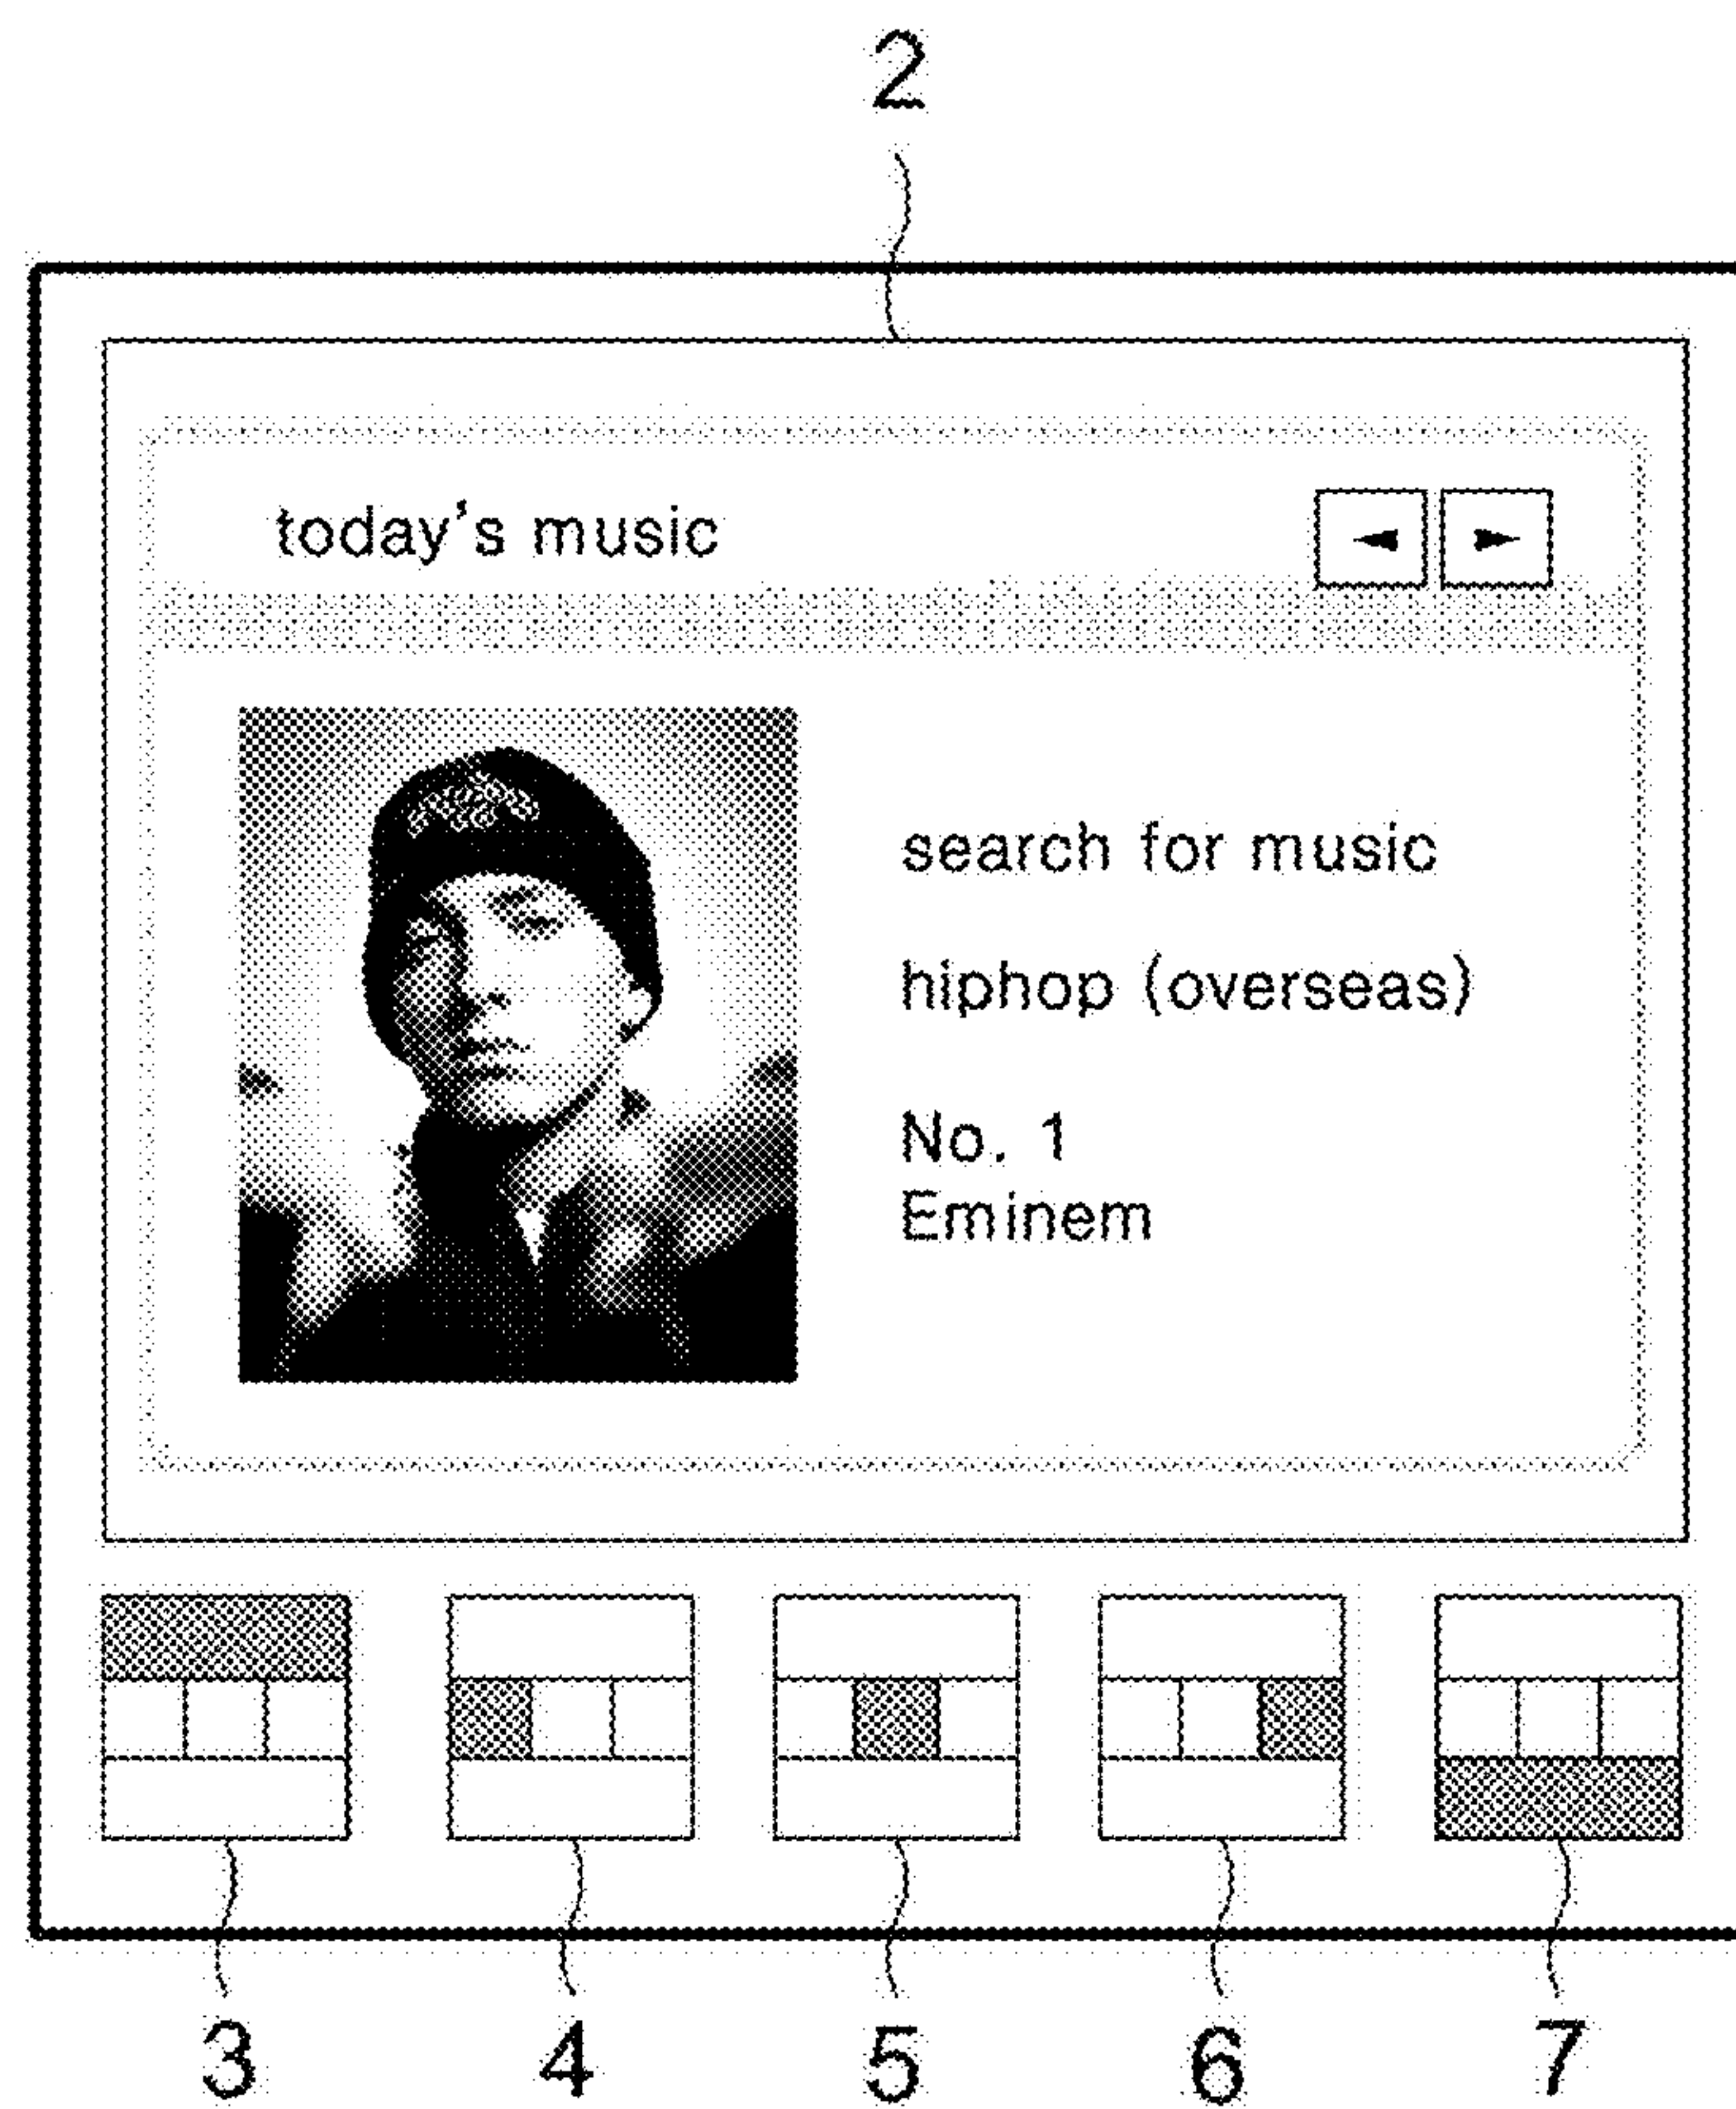 2
today's music
search for music
hiphop (overseas)
No. 1
Eminem
3 4 5 6 7